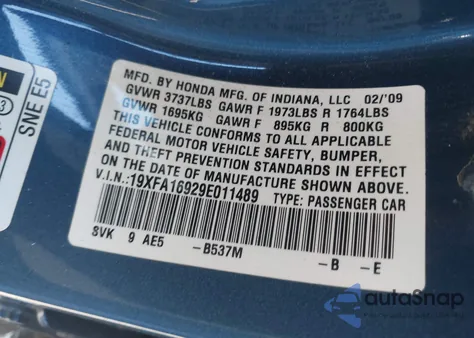 MFD. BY HONDA MFG. OF INDIANA, LLC 02/'09
GVWR 3737LBS GAWR F 1973LBS R 1764LBS
GVWR 1695KG GAWR F 895KG R 800KG
THIS VEHICLE CONFORMS TO ALL APPLICABLE
FEDERAL MOTOR VEHICLE SAFETY, BUMPER,
AND THEFT PREVENTION STANDARDS IN EFFECT
ON THE DATE OF MANUFACTURE SHOWN ABOVE.
V.I.N.:19XFA16929E011489 TYPE: PASSENGER CAR
SVK 9 AE5 -B537M -B -E
SNE E5
N
3
autoSnap